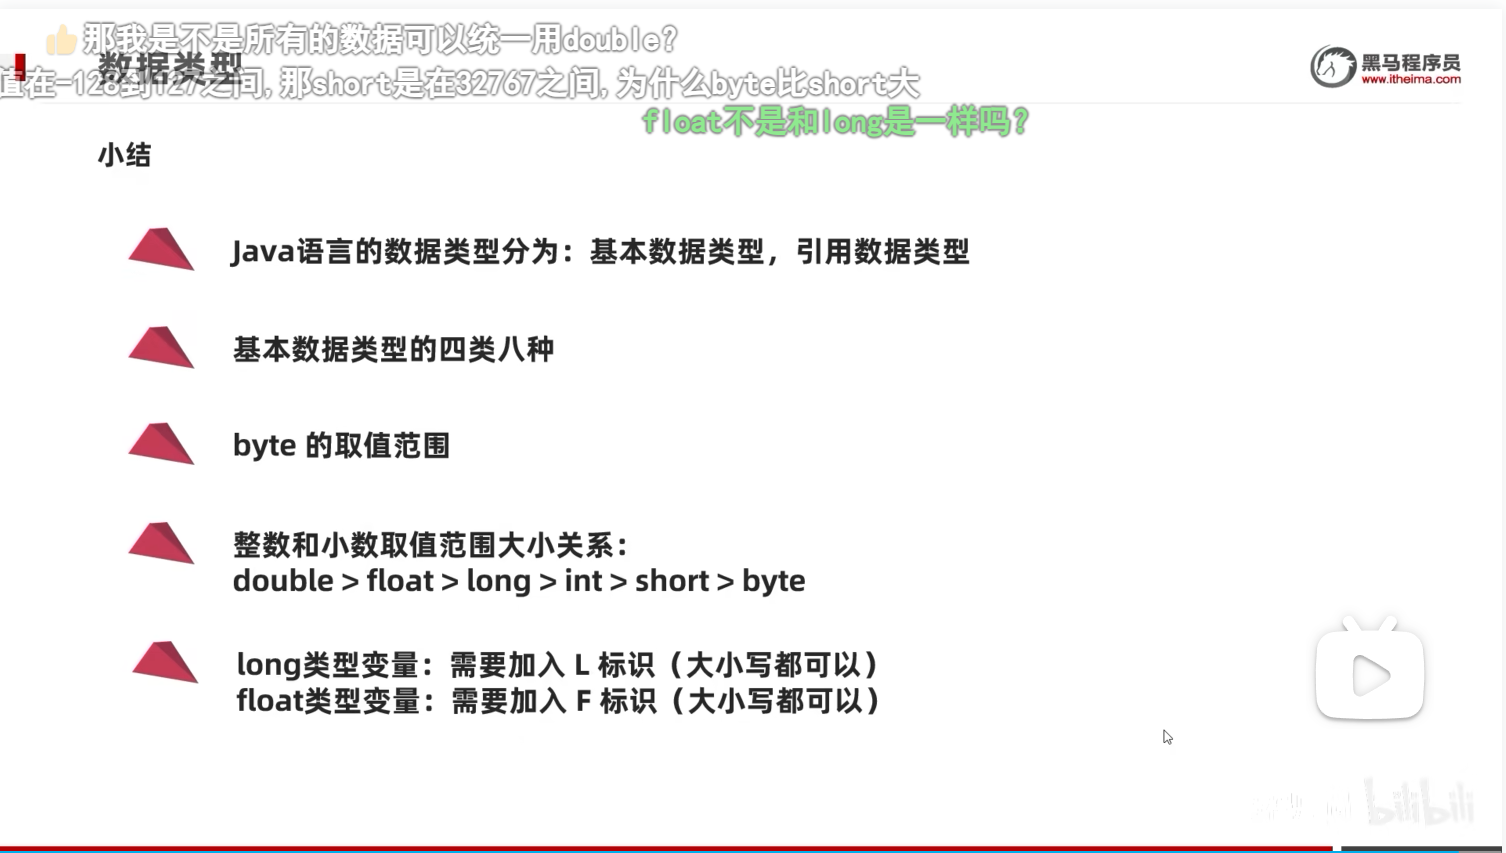 那我是不是所有的数据可以统一用double?
数据类型
值在-128到127之间,那short是在32767之间,为什么byte比short大
黑马程序员
www.itheima.com
float不是和long是一样吗?
小结
Java语言的数据类型分为：基本数据类型，引用数据类型
基本数据类型的四类八种
byte 的取值范围
整数和小数取值范围大小关系：
double > float > long > int > short > byte
long类型变量：需要加入 L 标识（大小写都可以）
float类型变量：需要加入 F 标识（大小写都可以）
bilibili